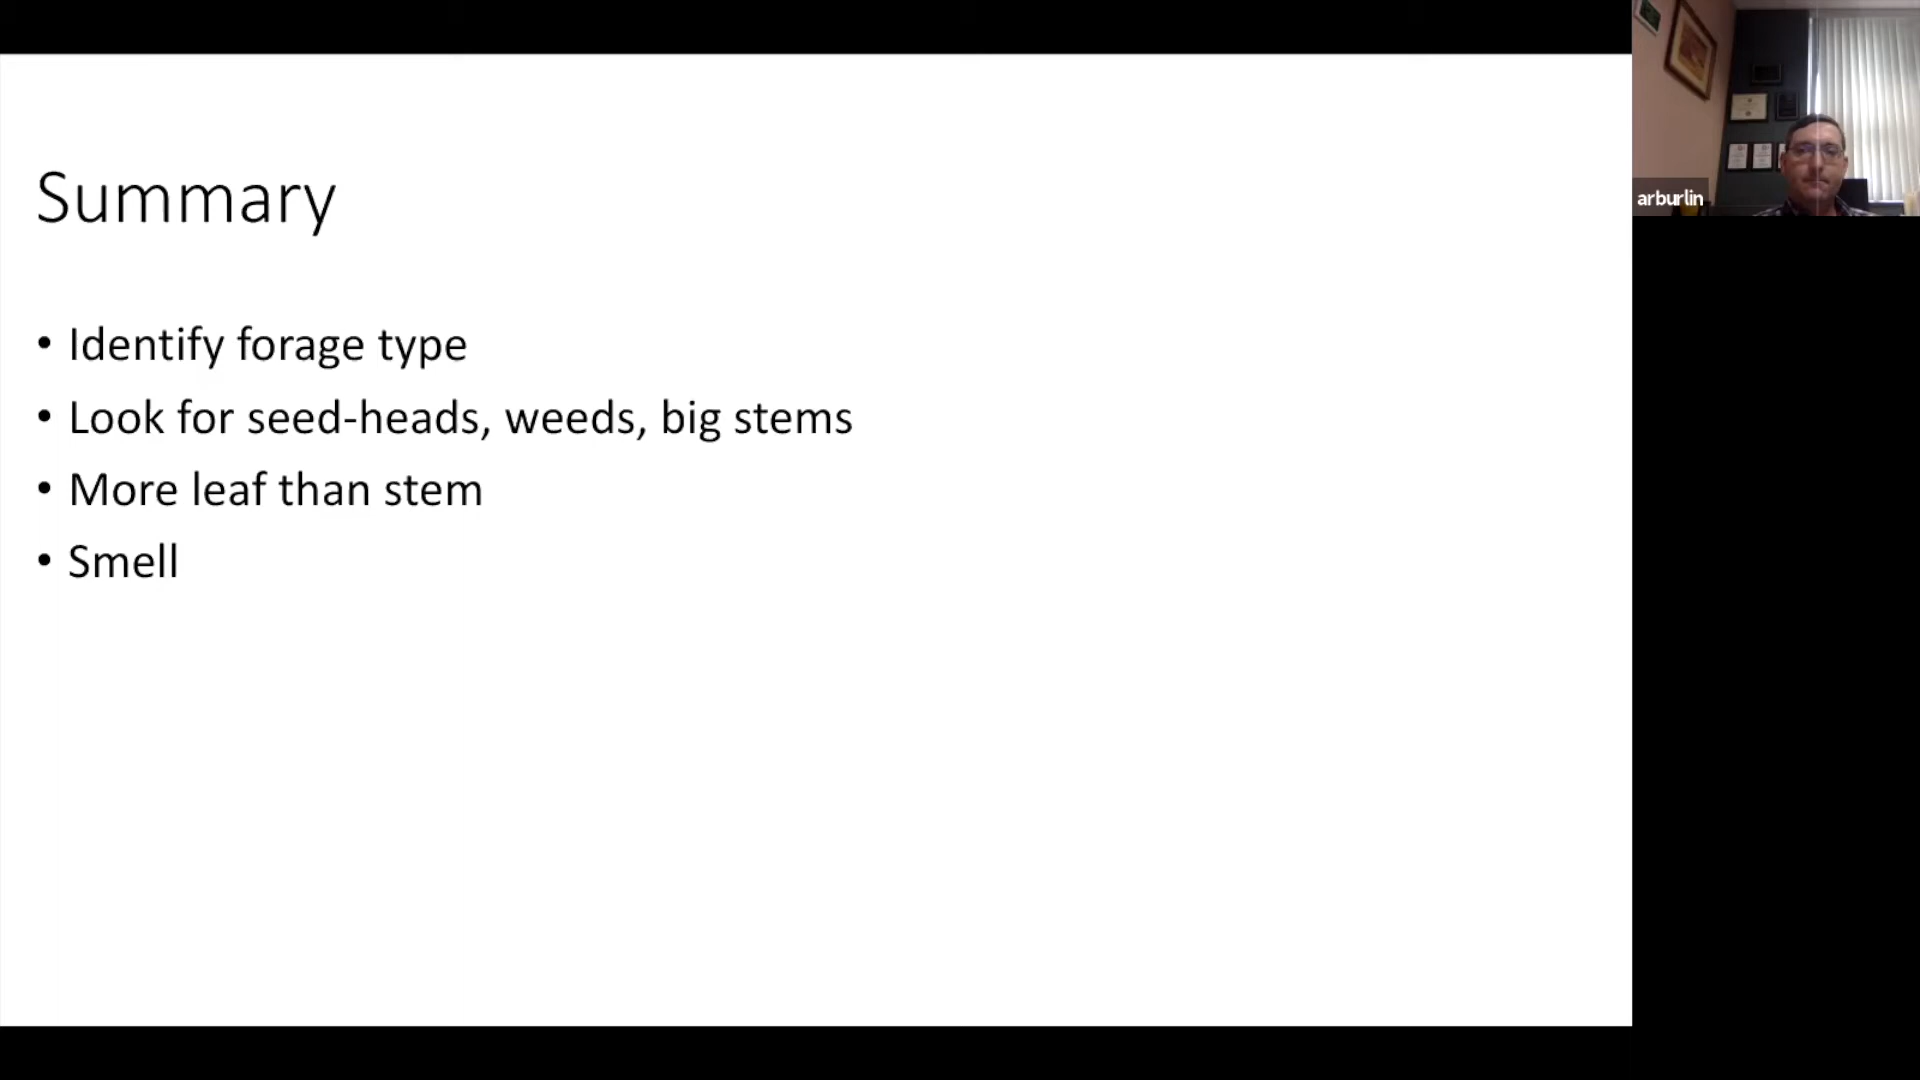 Summary
• Identify forage type
• Look for seed-heads, weeds, big stems
• More leaf than stem
• Smell
arburlin